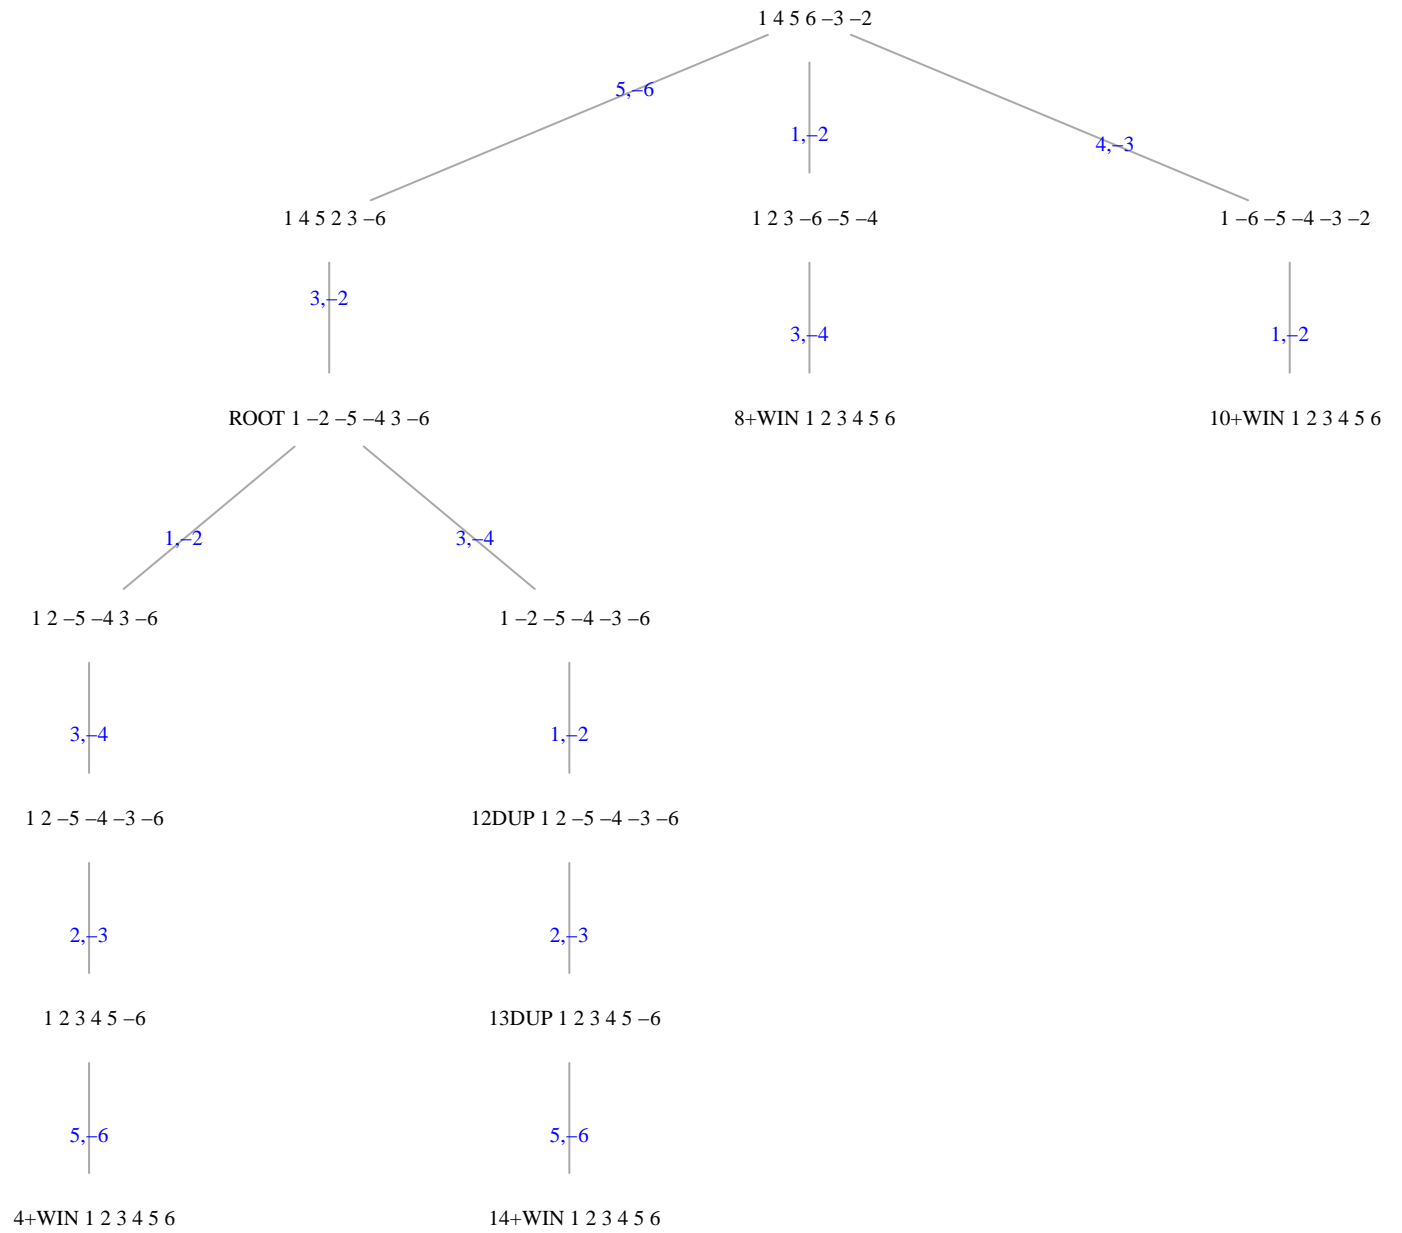 1 4 5 6 –3 –2
5,–6
1,–2
4,–3
1 4 5 2 3 –6
1 2 3 –6 –5 –4
1 –6 –5 –4 –3 –2
3,–2
3,–4
1,–2
ROOT 1 –2 –5 –4 3 –6
8+WIN 1 2 3 4 5 6
10+WIN 1 2 3 4 5 6
1,–2
3,–4
1 2 –5 –4 3 –6
1 –2 –5 –4 –3 –6
3,–4
1,–2
1 2 –5 –4 –3 –6
12DUP 1 2 –5 –4 –3 –6
2,–3
2,–3
1 2 3 4 5 –6
13DUP 1 2 3 4 5 –6
5,–6
5,–6
4+WIN 1 2 3 4 5 6
14+WIN 1 2 3 4 5 6